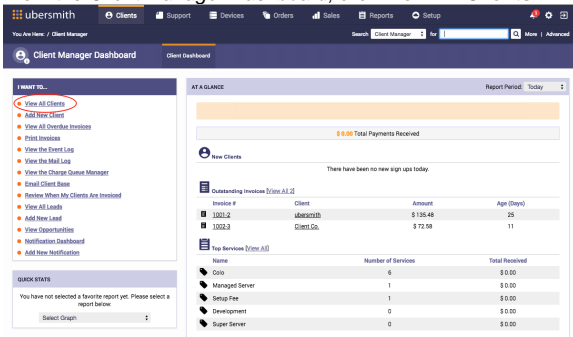 ubersmith Clients Support Devices Orders Sales Reports Setup
You Are Here: / Client Manager Search Client Manager for More | Advanced
Client Manager Dashboard Client Dashboard
I WANT TO...
View All Clients
Add New Client
View All Overdue Invoices
Print Invoices
View the Event Log
View the Mail Log
View the Charge Queue Manager
Email Client Base
Review When My Clients Are Invoiced
View All Leads
Add New Lead
View Opportunities
Notification Dashboard
Add New Notification
QUICK STATS
You have not selected a favorite report yet. Please select a
report below:
Select Graph
AT A GLANCE Report Period: Today
$ 0.00 Total Payments Received
New Clients
There have been no new sign ups today.
Outstanding Invoices [View All 2]
Invoice # Client Amount Age (Days)
1001-2 ubersmith $ 135.48 25
1002-3 Client Co. $ 72.58 11
Top Services [View All]
Name Number of Services Total Received
Colo 6 $ 0.00
Managed Server 1 $ 0.00
Setup Fee 1 $ 0.00
Development 0 $ 0.00
Super Server 0 $ 0.00